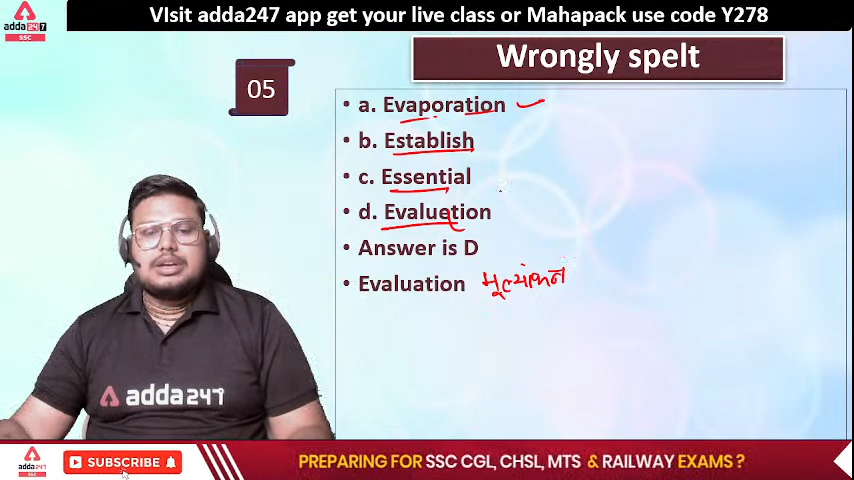 VIsit adda247 app get your live class or Mahapack use code Y278
adda247
SSC
Wrongly spelt
05
• a. Evaporation
• b. Establish
• c. Essential
• d. Evaluetion
• Answer is D
• Evaluation मूल्यांकन
adda247
adda247
SSC
SUBSCRIBE
PREPARING FOR SSC CGL, CHSL, MTS & RAILWAY EXAMS ?